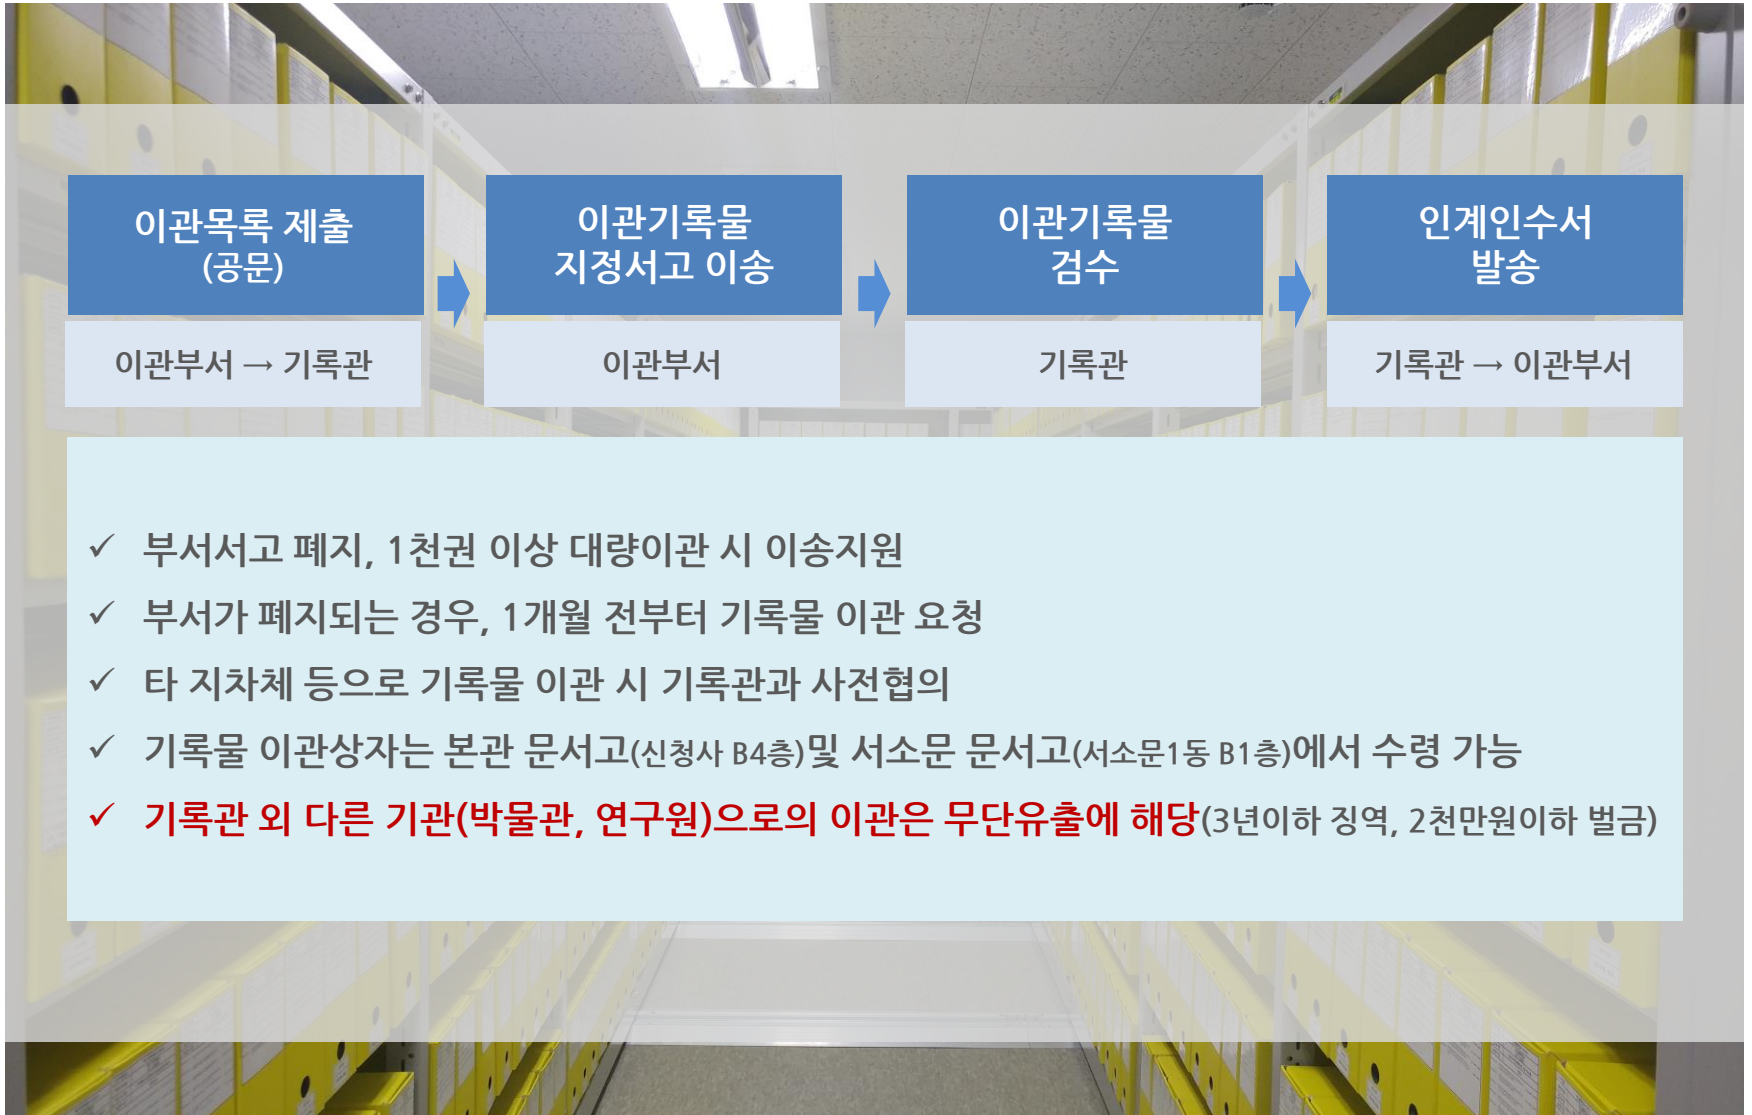 이관목록 제출
(공문)
이관기록물
지정서고 이송
이관기록물
검수
인계인수서
발송
이관부서 → 기록관
이관부서
기록관
기록관 → 이관부서
✓ 부서서고 폐지, 1천권 이상 대량이관 시 이송지원
✓ 부서가 폐지되는 경우, 1개월 전부터 기록물 이관 요청
✓ 타 지차체 등으로 기록물 이관 시 기록관과 사전협의
✓ 기록물 이관상자는 본관 문서고(신청사 B4층)및 서소문 문서고(서소문1동 B1층)에서 수령 가능
✓ 기록관 외 다른 기관(박물관, 연구원)으로의 이관은 무단유출에 해당(3년이하 징역, 2천만원이하 벌금)